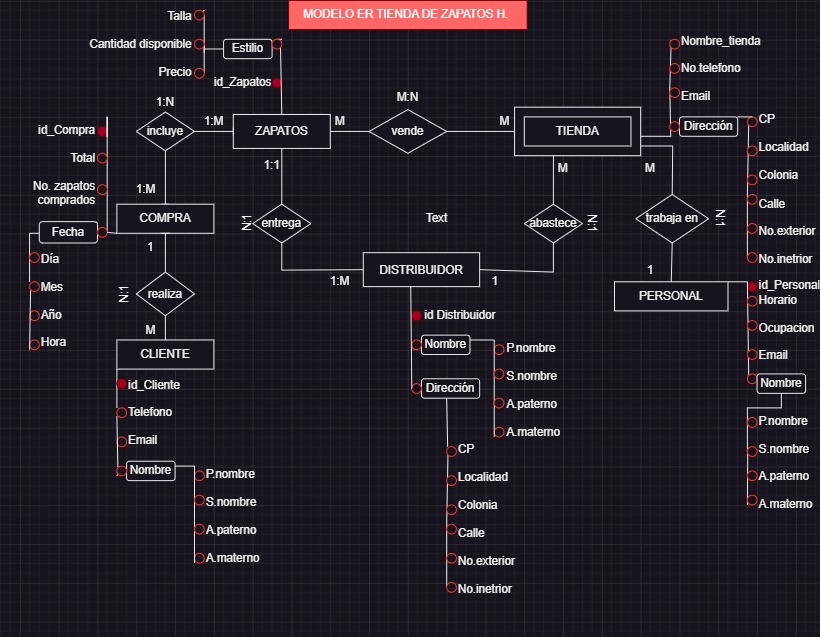 MODELO ER TIENDA DE ZAPATOS H.
Talla
Cantidad disponible
Precio
Estilio
id_Zapatos
Nombre_tienda
No.telefono
Email
Dirección
CP
Localidad
Colonia
Calle
No.exterior
No.inetrior
1:N
incluye
1:M
ZAPATOS
M
M:N
vende
M
TIENDA
id_Compra
Total
No. zapatos
comprados
Fecha
Día
Mes
Año
Hora
1:M
COMPRA
1
N:1
realiza
M
CLIENTE
id_Cliente
Telefono
Email
Nombre
P.nombre
S.nombre
A.paterno
A.materno
1:1
N:1
entrega
1:M
Text
DISTRIBUIDOR
1
M
abastece
N:1
M
trabaja en
N:1
1
PERSONAL
id Distribuidor
Nombre
P.nombre
S.nombre
A.paterno
A.materno
Dirección
CP
Localidad
Colonia
Calle
No.exterior
No.inetrior
id_Personal
Horario
Ocupacion
Email
Nombre
P.nombre
S.nombre
A.paterno
A.materno